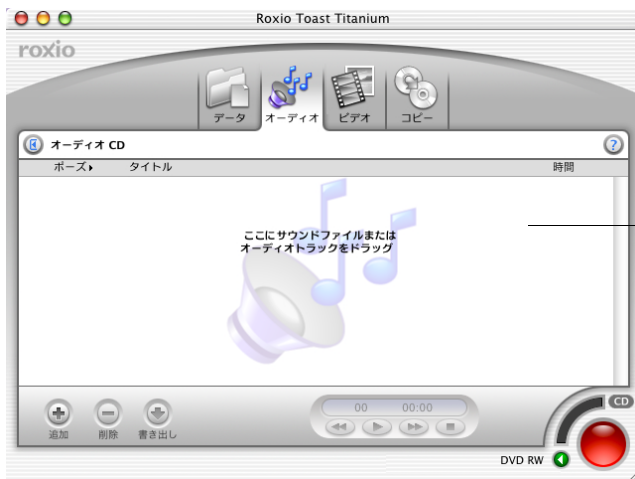 Roxio Toast Titanium
roxio
データ
オーディオ
ビデオ
コピー
オーディオ CD
?
ポーズ
タイトル
時間
ここにサウンドファイルまたは
オーディオトラックをドラッグ
追加
削除
書き出し
00 00:00
CD
DVD RW